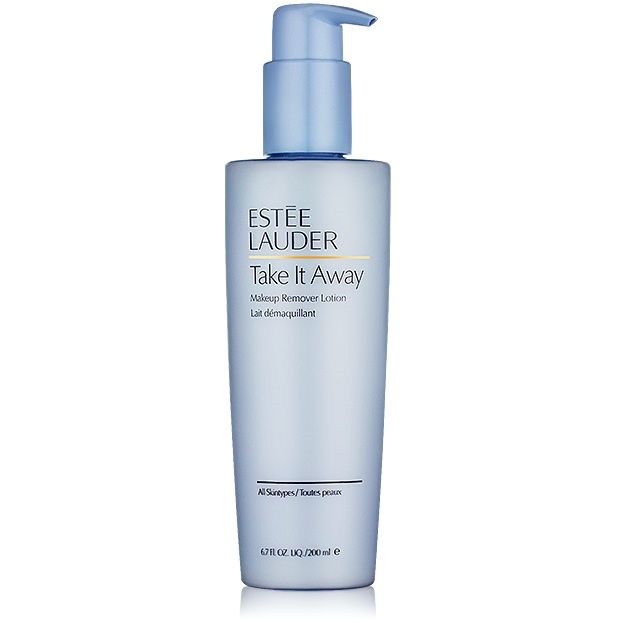 ESTĒE
LAUDER
Take It Away
Makeup Remover Lotion
Lait démaquillant
All Skintypes/Toutes peaux
6.7 FL. OZ. LIQ./200 ml ℮